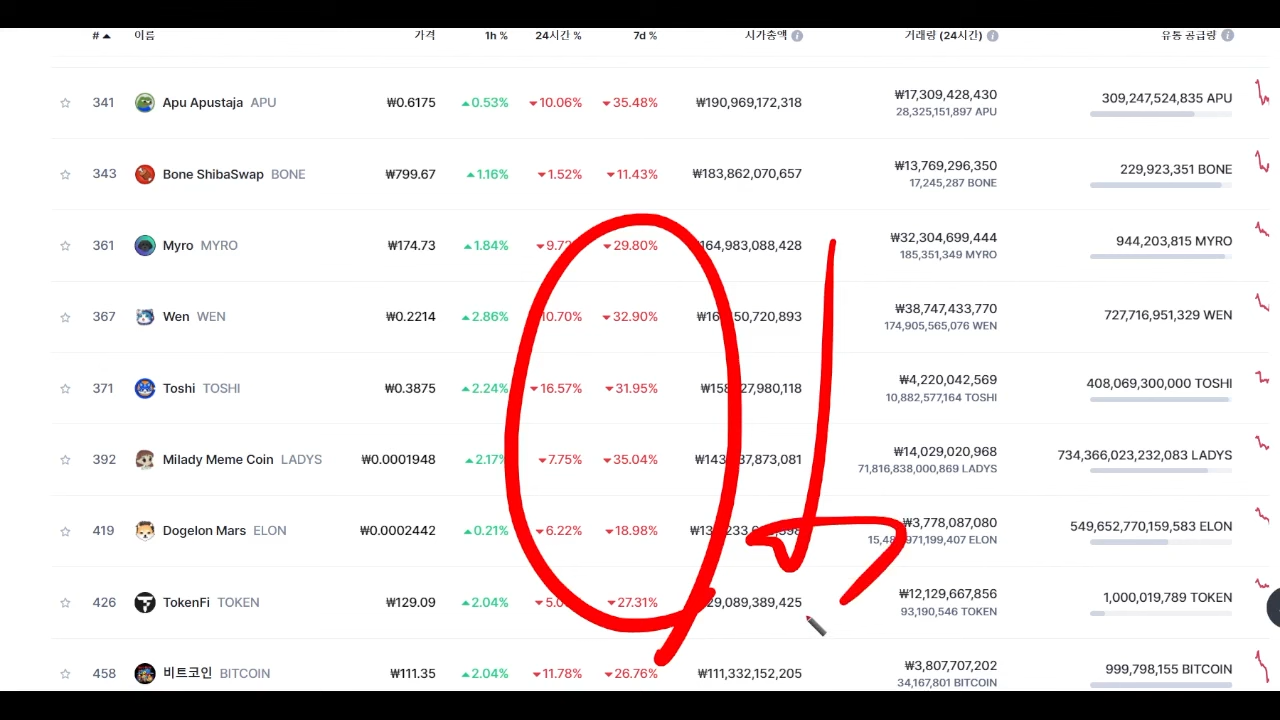 # 이름 가격 1h % 24시간 % 7d % 시가총액 거래량 (24시간) 유통 공급량
341 Apu Apustaja APU ₩0.6175 0.53% 10.06% 35.48% ₩190,969,172,318 ₩17,309,428,430 309,247,524,835 APU
28,325,151,897 APU
343 Bone ShibaSwap BONE ₩799.67 1.16% 1.52% 11.43% ₩183,862,070,657 ₩13,769,296,350 229,923,351 BONE
17,245,287 BONE
361 Myro MYRO ₩174.73 1.84% 29.80% 164,983,088,428 ₩32,304,699,444 944,203,815 MYRO
185,351,349 MYRO
367 Wen WEN ₩0.2214 2.86% 10.70% 32.90% ₩38,747,433,770 727,716,951,329 WEN
174,905,565,076 WEN
371 Toshi TOSHI ₩0.3875 2.24% 16.57% 31.95% ₩4,220,042,569 408,069,300,000 TOSHI
10,882,577,164 TOSHI
392 Milady Meme Coin LADYS ₩0.0001948 2.17% 7.75% 35.04% ₩14,029,020,968 734,366,023,232,083 LADYS
71,816,838,000,869 LADYS
419 Dogelon Mars ELON ₩0.0002442 0.21% 6.22% 18.98% ₩3,778,087,080 549,652,770,159,583 ELON
426 TokenFi TOKEN ₩129.09 2.04% 27.31% 29,089,389,425 ₩12,129,667,856 1,000,019,789 TOKEN
93,190,546 TOKEN
458 비트코인 BITCOIN ₩111.35 2.04% 11.78% 26.76% ₩111,332,152,205 ₩3,807,707,202 999,798,155 BITCOIN
34,167,801 BITCOIN